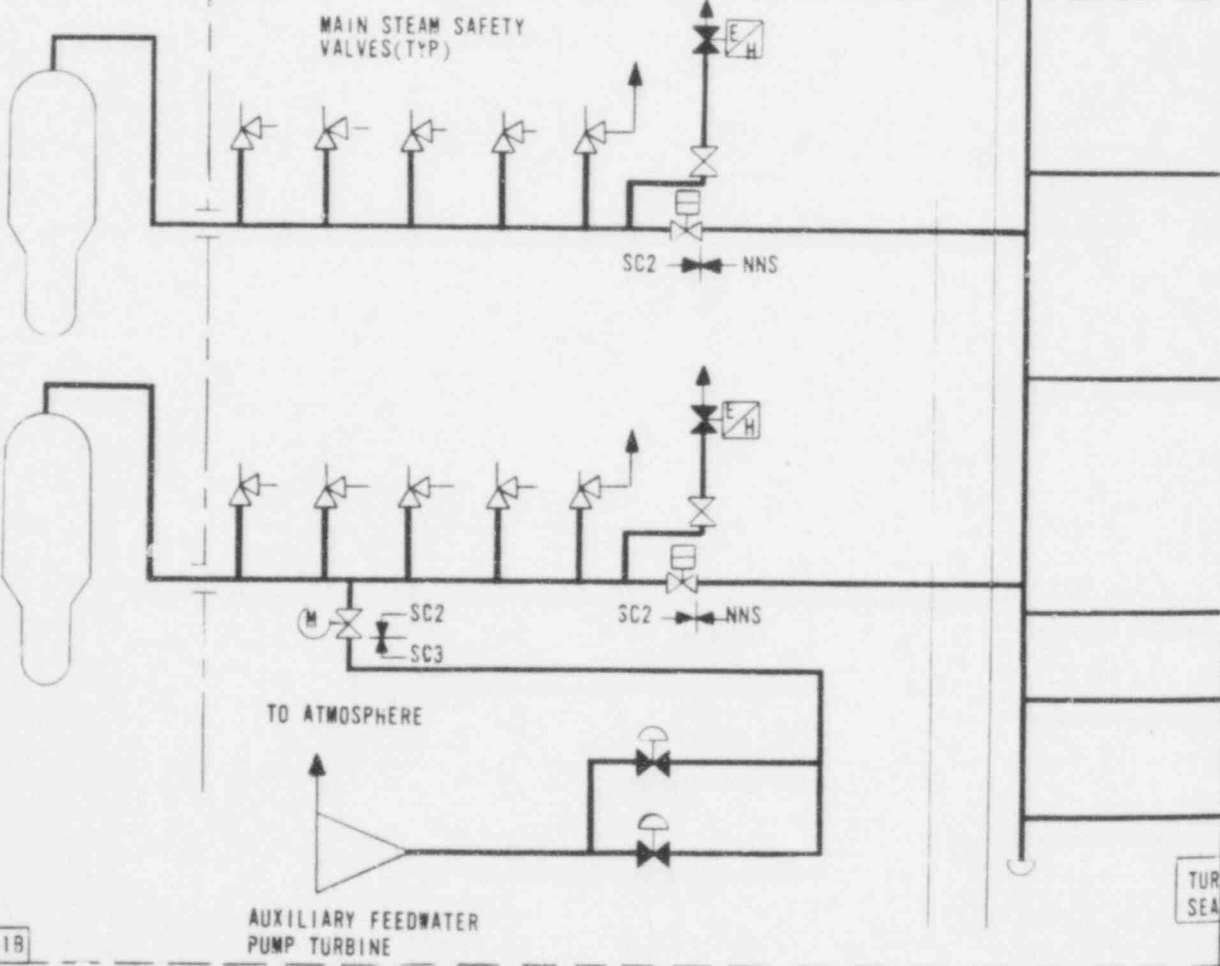 MAIN STEAM SAFETY
VALVES(TYP)
E
H
SC2
NNS
E
H
SC2
NNS
M
SC2
SC3
TO ATMOSPHERE
AUXILIARY FEEDWATER
PUMP TURBINE
TUR
SEA
1B